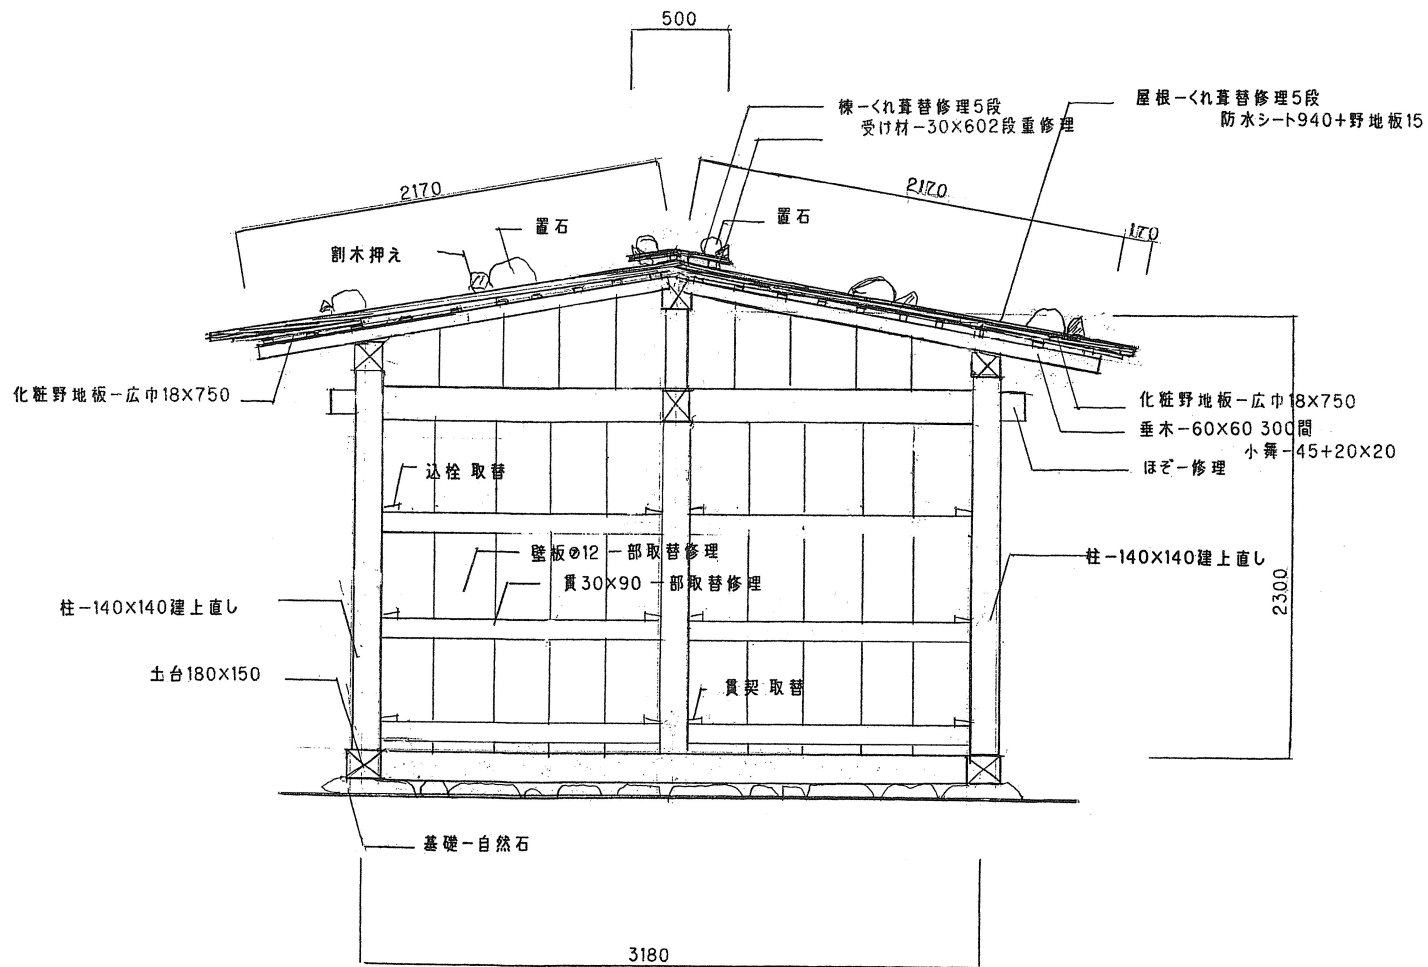 500
棟ーくれ葺替修理5段
受け材ー30×602段重修理
屋根ーくれ葺替修理5段
防水シート940+野地板15
2170
2170
170
置石
置石
割木押え
化粧野地板ー広巾18×750
化粧野地板ー広巾18×750
垂木ー60×60 300間
小舞ー45+20×20
ほぞー修理
込栓 取替
壁板⌀12 一部取替修理
貫30×90 一部取替修理
柱ー140×140建上直し
柱ー140×140建上直し
2300
土台180×150
貫契 取替
基礎ー自然石
3180